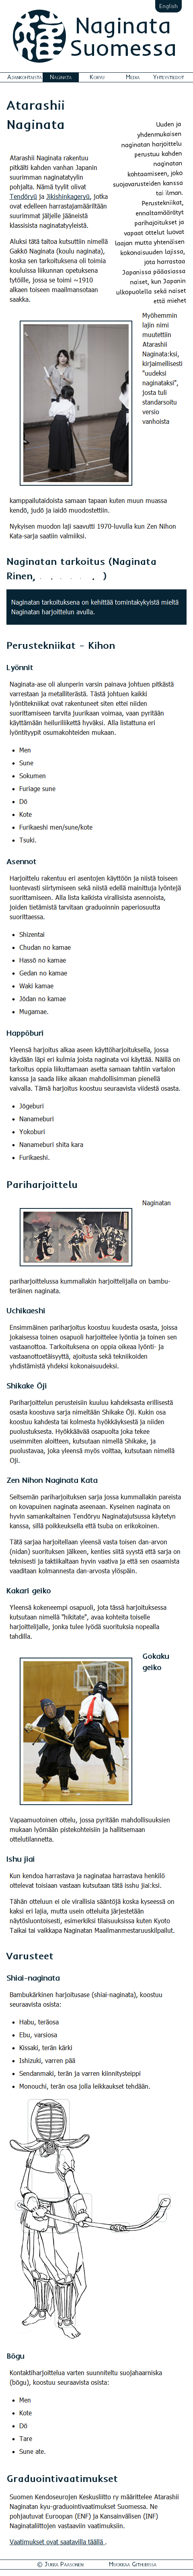 English
Naginata
Suomessa
Ajankohtaista
Naginata
Koryu
Media
Yhteystiedot
Atarashii
Naginata
Uuden ja
yhdenmukaisen
naginatan harjoittelu
perustuu kahden
naginatan
kohtaamiseen, joko
suojavarusteiden kanssa
tai ilman.
Perustekniikat,
ennaltamäärätyt
pariharjoitukset ja
vapaat ottelut luovat
laajan mutta yhtenäisen
kokonaisuuden lajissa,
jota harrastaa
Japanissa pääasiassa
naiset, kun Japanin
ulkopuolella sekä naiset
että miehet
Atarashii Naginata rakentuu
pitkälti kahden vanhan Japanin
suurimman naginatatyylin
pohjalta. Nämä tyylit olivat
Tendōryū ja Jikishinkageryū, jotka
ovat edelleen harrastajamääriltään
suurimmat jäljelle jääneistä
klassisista naginatatyyleistä.
Aluksi tätä taitoa kutsuttiin nimellä
Gakkō Naginata (koulu naginata),
koska sen tarkoituksena oli toimia
kouluissa liikunnan opetuksena
tytöille, jossa se toimi ~1910
alkaen toiseen maailmansotaan
saakka.
Myöhemmin
lajin nimi
muutettiin
Atarashii
Naginata:ksi,
kirjaimellisesti
"uudeksi
naginataksi",
josta tuli
standarsoitu
versio
vanhoista
kamppailutaidoista samaan tapaan kuten muun muassa
kendō, judō ja iaidō muodostettiin.
Nykyisen muodon laji saavutti 1970-luvulla kun Zen Nihon
Kata-sarja saatiin valmiiksi.
Naginatan tarkoitus (Naginata
Rinen, )
Naginatan tarkoituksena on kehittää tomintakykyistä mieltä
Naginatan harjoittelun avulla.
Perustekniikat - Kihon
Lyönnit
Naginata-ase oli alunperin varsin painava johtuen pitkästä
varrestaan ja metalliterästä. Tästä johtuen kaikki
lyöntitekniikat ovat rakentuneet siten ettei niiden
suorittamiseen tarvita juurikaan voimaa, vaan pyritään
käyttämään heiluriliikettä hyväksi. Alla listattuna eri
lyöntityypit osumakohteiden mukaan.
Men
Sune
Sokumen
Furiage sune
Dō
Kote
Furikaeshi men/sune/kote
Tsuki.
Asennot
Harjoittelu rakentuu eri asentojen käyttöön ja niistä toiseen
luontevasti siirtymiseen sekä niistä edellä mainittuja lyöntejä
suorittamiseen. Alla lista kaikista virallisista asennoista,
joiden tietämistä tarvitaan graduoinnin paperiosuutta
suorittaessa.
Shizentai
Chudan no kamae
Hassō no kamae
Gedan no kamae
Waki kamae
Jōdan no kamae
Mugamae.
Happōburi
Yleensä harjoitus alkaa aseen käyttöharjoituksella, jossa
käydään läpi eri kulmia joista naginata voi käyttää. Näillä on
tarkoitus oppia liikuttamaan asetta samaan tahtiin vartalon
kanssa ja saada liike aikaan mahdollisimman pienellä
vaivalla. Tämä harjoitus koostuu seuraavista viidestä osasta.
Jōgeburi
Nanameburi
Yokoburi
Nanameburi shita kara
Furikaeshi.
Pariharjoittelu
Naginatan
pariharjoittelussa kummallakin harjoittelijalla on bambu-
teräinen naginata.
Uchikaeshi
Ensimmäinen pariharjoitus koostuu kuudesta osasta, joissa
jokaisessa toinen osapuoli harjoittelee lyöntia ja toinen sen
vastaanottoa. Tarkoituksena on oppia oikeaa lyönti- ja
vastaanottoetäisyyttä, ajoitusta sekä tekniikoiden
yhdistämistä yhdeksi kokonaisuudeksi.
Shikake Ōji
Pariharjoittelun perusteisiin kuuluu kahdeksasta erillisestä
osasta koostuva sarja nimeltään Shikake Ōji. Kukin osa
koostuu kahdesta tai kolmesta hyökkäyksestä ja niiden
puolustuksesta. Hyökkäävää osapuolta joka tekee
useimmiten aloitteen, kutsutaan nimellä Shikake, ja
puolustavaa, joka yleensä myös voittaa, kutsutaan nimellä
Oji.
Zen Nihon Naginata Kata
Seitsemän pariharjoituksen sarja jossa kummallakin pareista
on kovapuinen naginata aseenaan. Kyseinen naginata on
hyvin samankaltainen Tendōryu Naginatajutsussa käytetyn
kanssa, sillä poikkeuksella että tsuba on erikokoinen.
Tätä sarjaa harjoitellaan yleensä vasta toisen dan-arvon
(nidan) suorituksen jälkeen, kenties siitä syystä että sarja on
teknisesti ja taktiikaltaan hyvin vaativa ja että sen osaamista
vaaditaan kolmannesta dan-arvosta ylöspäin.
Kakari geiko
Yleensä kokeneempi osapuoli, jota tässä harjoituksessa
kutsutaan nimellä "hikitate", avaa kohteita toiselle
harjoittelijalle, jonka tulee lyödä suorituksia nopealla
tahdilla.
Gokaku
geiko
Vapaamuotoinen ottelu, jossa pyritään mahdollisuuksien
mukaan lyömään pistekohteisiin ja hallitsemaan
ottelutilannetta.
Ishu jiai
Kun kendoa harrastava ja naginataa harrastava henkilö
ottelevat toisiaan vastaan kutsutaan tätä isshu jiai:ksi.
Tähän otteluun ei ole virallisia sääntöjä koska kyseessä on
kaksi eri lajia, mutta usein otteluita järjestetään
näytösluontoisesti, esimerkiksi tilaisuuksissa kuten Kyoto
Taikai tai vaikkapa Naginatan Maailmanmestaruuskilpailut.
Varusteet
Shiai-naginata
Bambukärkinen harjoitusase (shiai-naginata), koostuu
seuraavista osista:
Habu, teräosa
Ebu, varsiosa
Kissaki, terän kärki
Ishizuki, varren pää
Sendanmaki, terän ja varren kiinnitysteippi
Monouchi, terän osa jolla leikkaukset tehdään.
Bōgu
Kontaktiharjoittelua varten suunniteltu suojahaarniska
(bōgu), koostuu seuraavista osista:
Men
Kote
Dō
Tare
Sune ate.
Graduointivaatimukset
Suomen Kendoseurojen Keskusliitto ry määrittelee Atarashii
Naginatan kyu-graduointivaatimukset Suomessa. Ne
pohjautuvat Euroopan (ENF) ja Kansainvälisen (INF)
Naginataliittojen vastaaviin vaatimuksiin.
Vaatimukset ovat saatavilla täällä .
© Jukka Paasonen
Muokkaa Githubissa